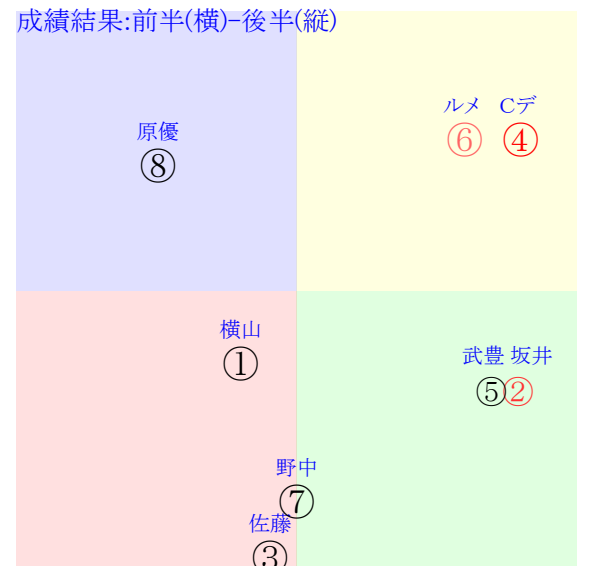 成績結果:前半(横)-後半(縦)
ルメ Cデ
⑥ ④
原優
⑧
横山
①
武豊 坂井
⑤②
野中
⑦
佐藤
③